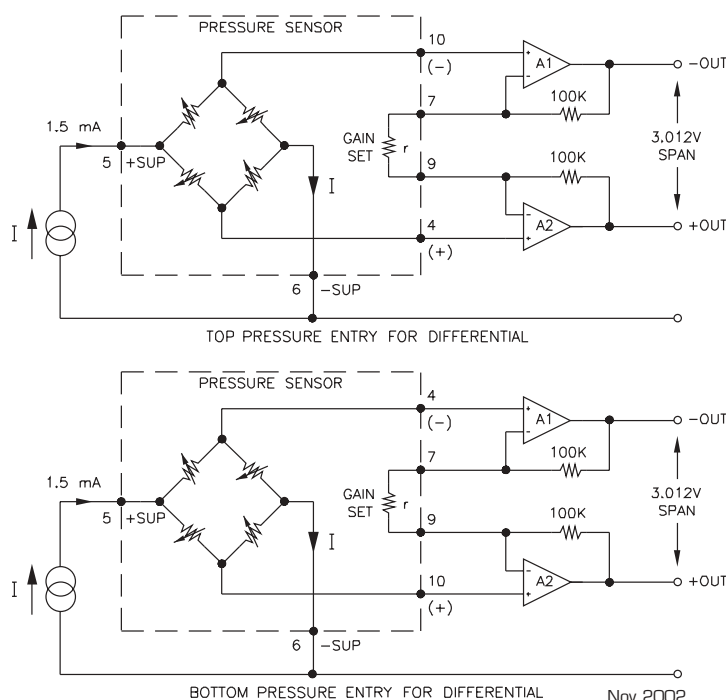 PRESSURE SENSOR
10
(-)
A1
-OUT
7
100K
1.5 mA
GAIN
SET
r
3.012V
SPAN
5
+SUP
I
9
100K
I
4
(+)
A2
+OUT
6
-SUP
TOP PRESSURE ENTRY FOR DIFFERENTIAL
PRESSURE SENSOR
4
(-)
A1
-OUT
7
100K
1.5 mA
GAIN
SET
r
3.012V
SPAN
5
+SUP
I
9
100K
I
10
(+)
A2
+OUT
6
-SUP
BOTTOM PRESSURE ENTRY FOR DIFFERENTIAL
Nov 2002